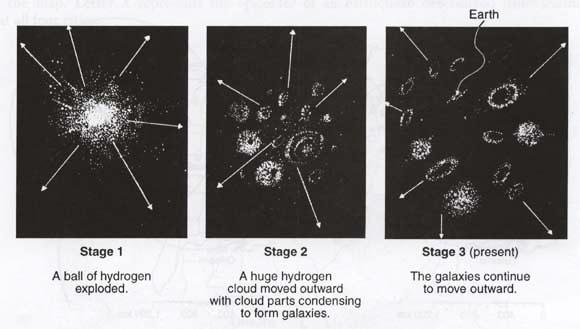 Earth
Stage 1
A ball of hydrogen
exploded.
Stage 2
A huge hydrogen
cloud moved outward
with cloud parts condensing
to form galaxies.
Stage 3 (present)
The galaxies continue
to move outward.